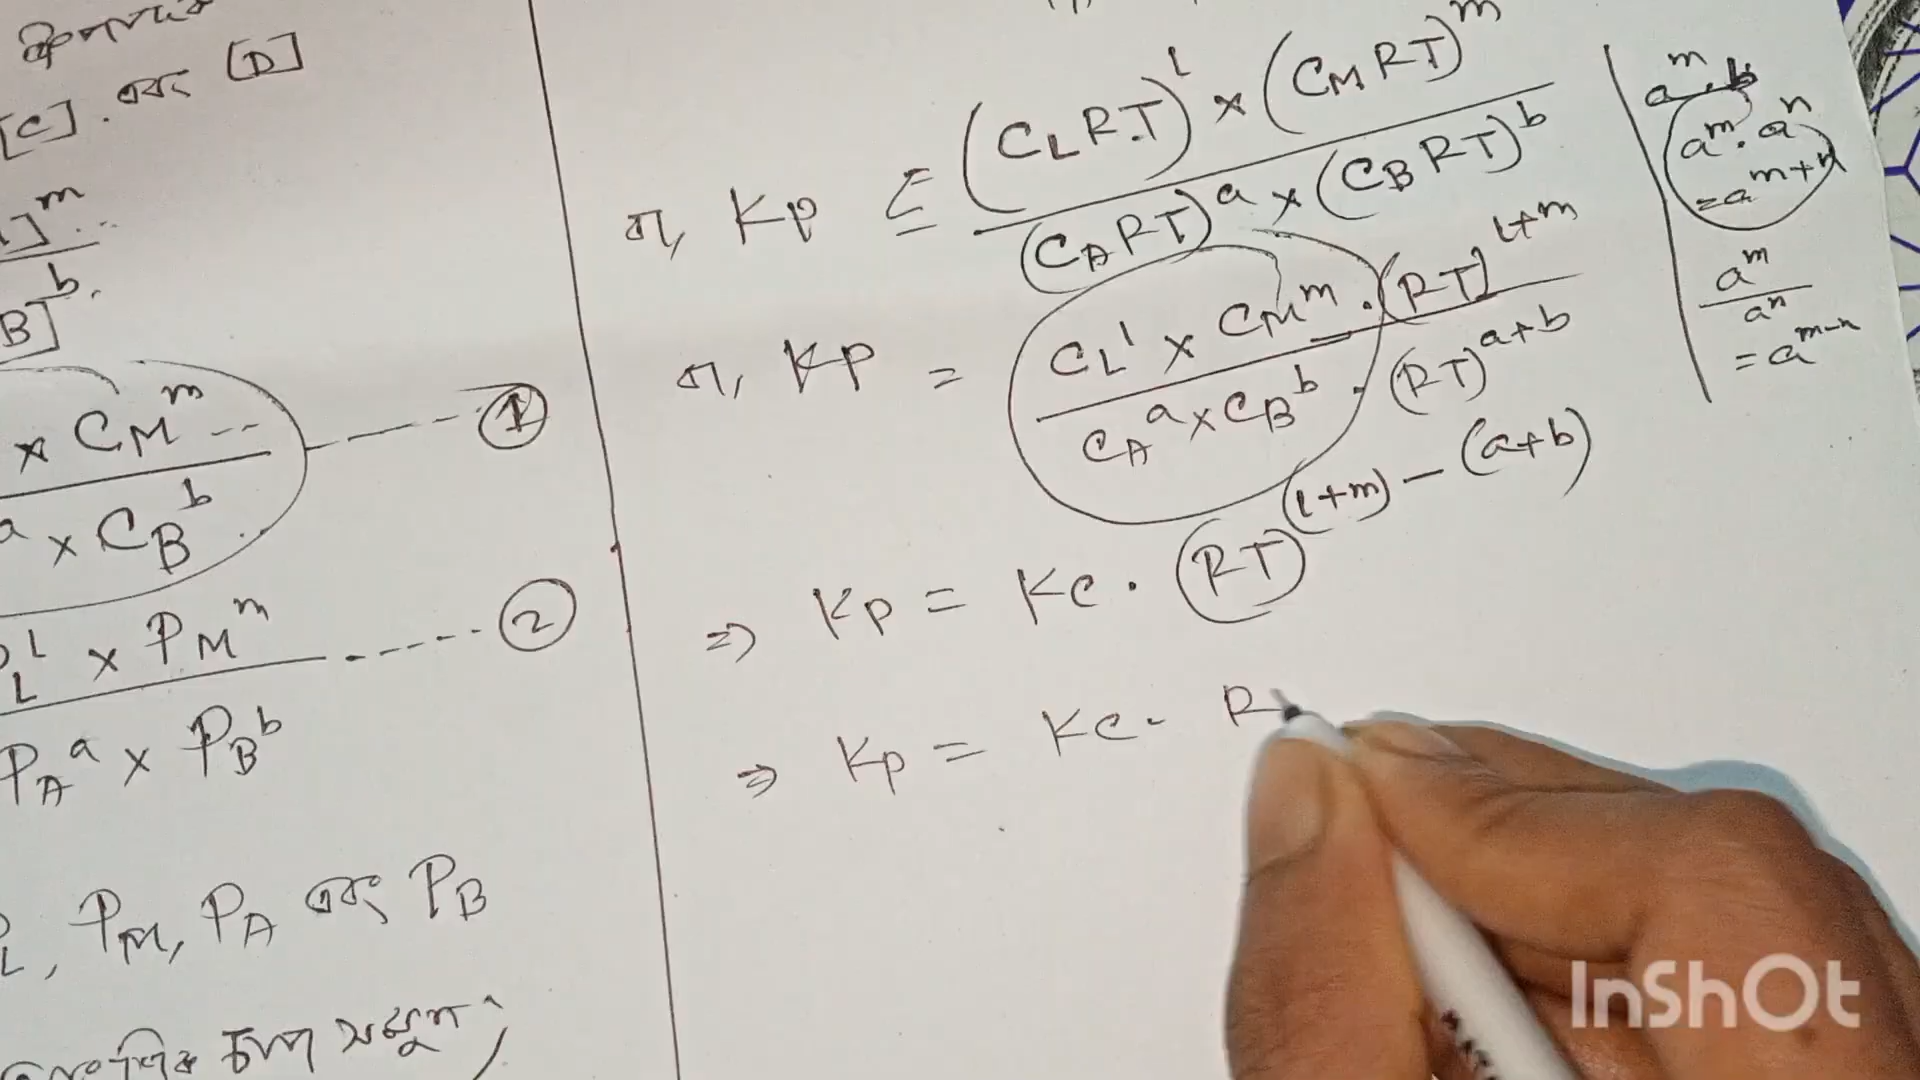 [C]. এবং [D]
]^m
B]^b.
x C_M^m ---- ①
a x C_B^b
P_L^l x P_M^m ---- ②
P_A^a x P_B^b
L, P_M, P_A এবং P_B
চাপ
বা, Kp = (C_L RT)^l x (C_M RT)^m
(C_A RT)^a x (C_B RT)^b
বা, Kp = C_L^l x C_M^m . (RT)^l+m
C_A^a x C_B^b . (RT)^a+b
=> Kp = Kc . (RT)^(l+m) - (a+b)
=> Kp = Kc - R
a^m . b
a^m . a^n
= a^m+n
a^m
a^n
= a^m-n
InShOt